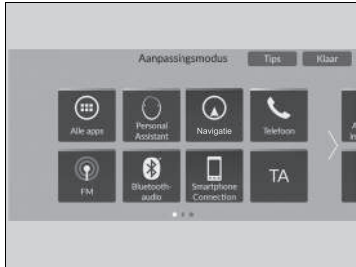 Aanpassingsmodus Tips Klaar
Alle apps
Personal
Assistant
Navigatie
Telefoon
FM
Bluetooth-
audio
Smartphone
Connection
TA